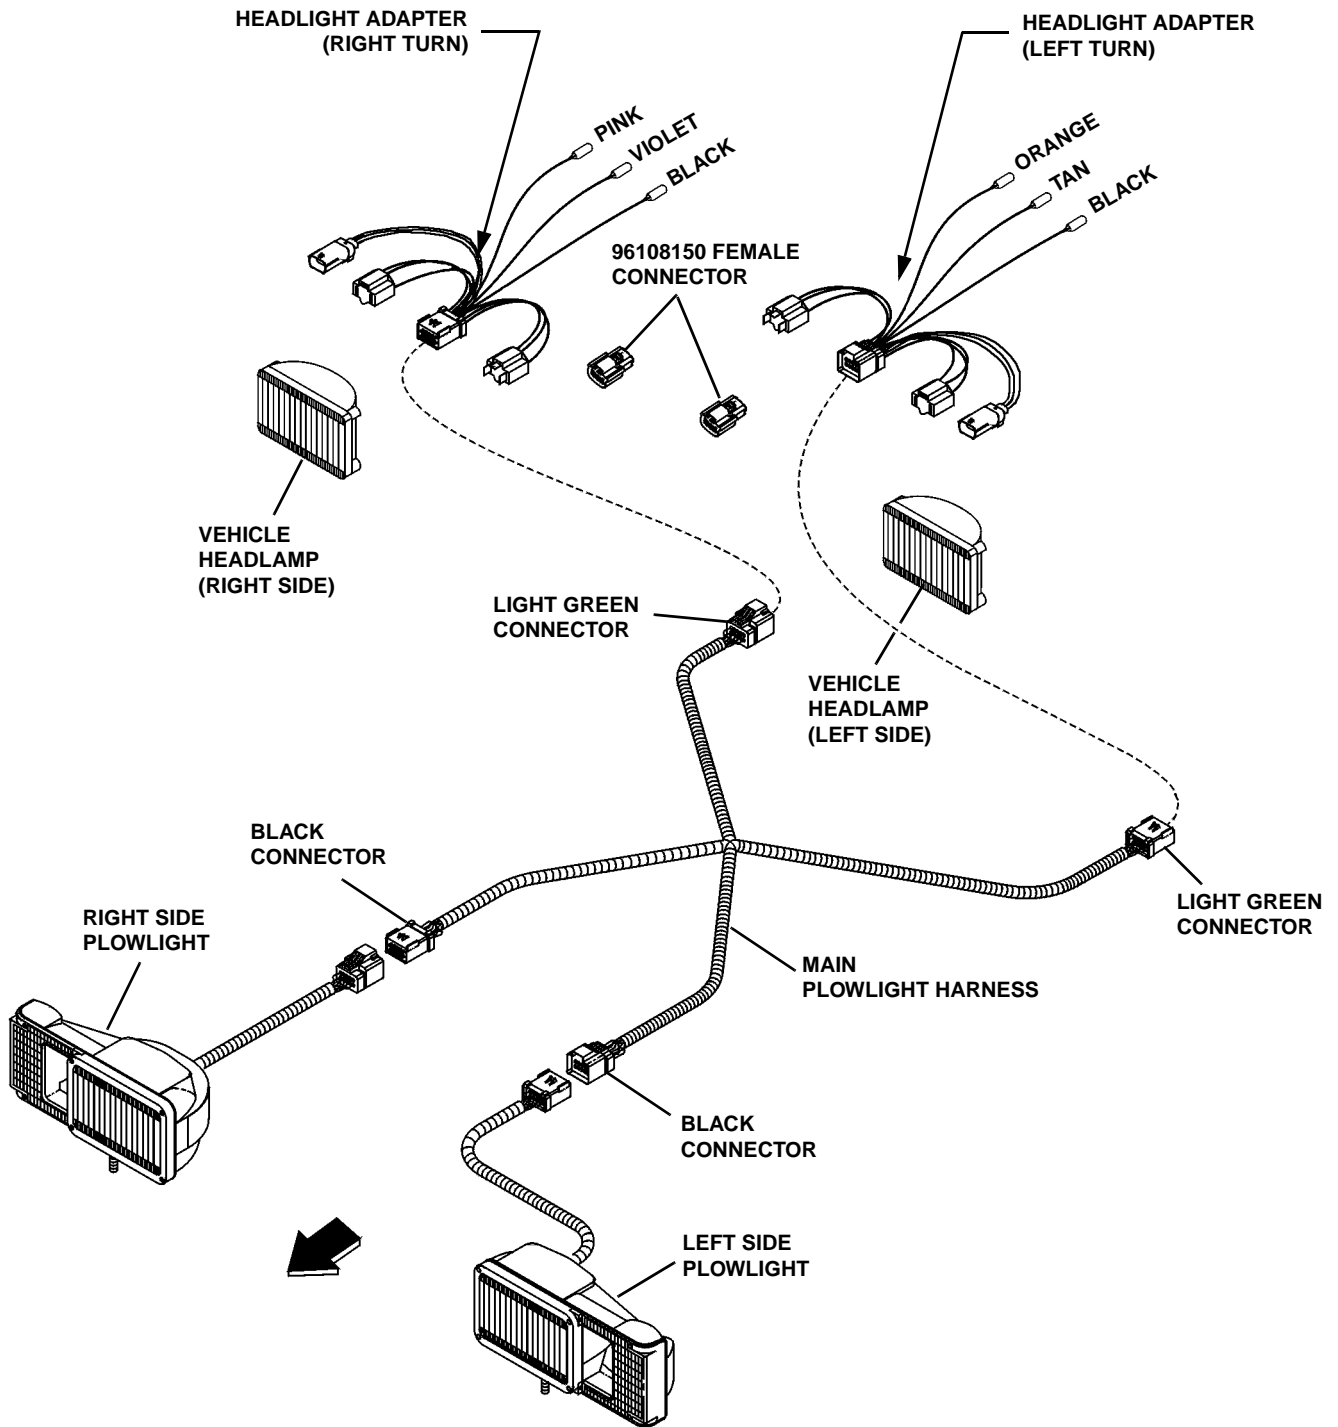 HEADLIGHT ADAPTER
(RIGHT TURN)
HEADLIGHT ADAPTER
(LEFT TURN)
PINK
VIOLET
BLACK
ORANGE
TAN
BLACK
96108150 FEMALE
CONNECTOR
VEHICLE
HEADLAMP
(RIGHT SIDE)
LIGHT GREEN
CONNECTOR
VEHICLE
HEADLAMP
(LEFT SIDE)
BLACK
CONNECTOR
LIGHT GREEN
CONNECTOR
RIGHT SIDE
PLOWLIGHT
MAIN
PLOWLIGHT HARNESS
BLACK
CONNECTOR
LEFT SIDE
PLOWLIGHT